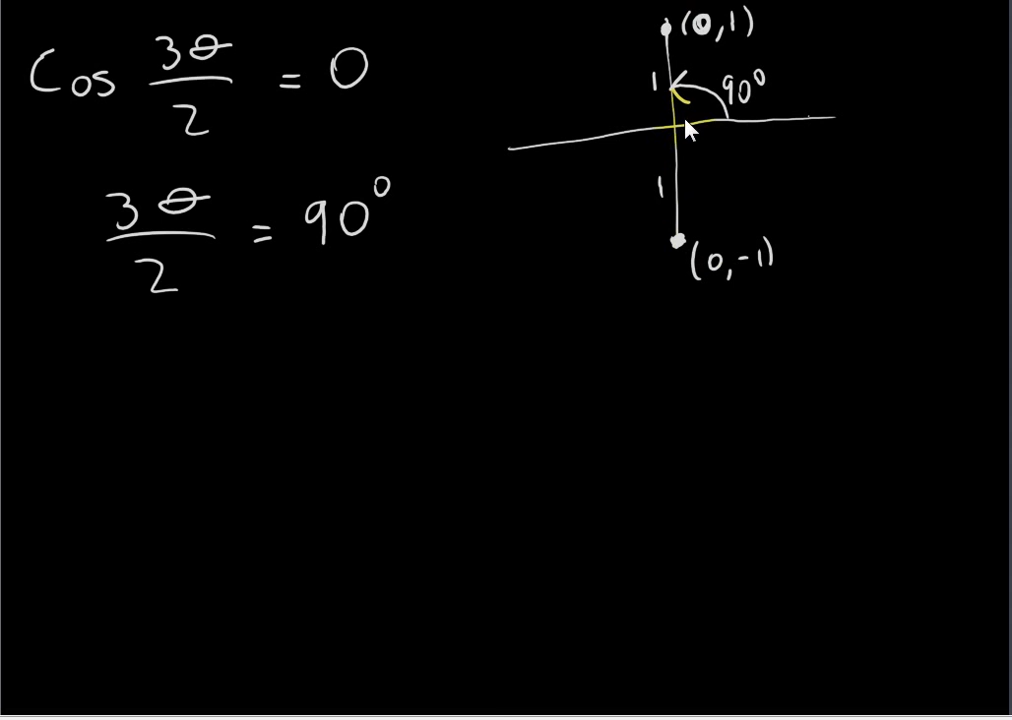 Cos 3θ/2 = 0
3θ/2 = 90°
(0,1)
1
90°
1
(0,-1)